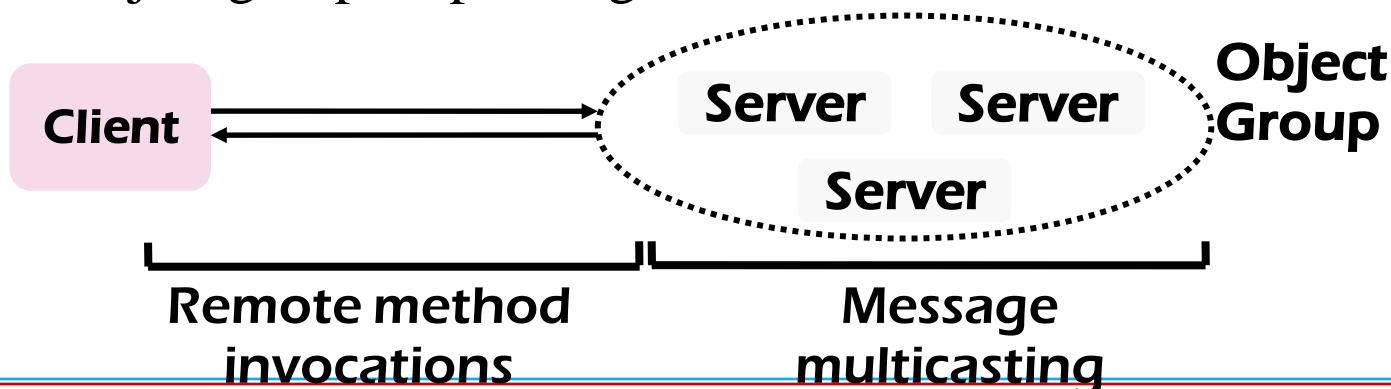 Client
Server
Server
Server
Object
Group
Remote method
invocations
Message
multicasting